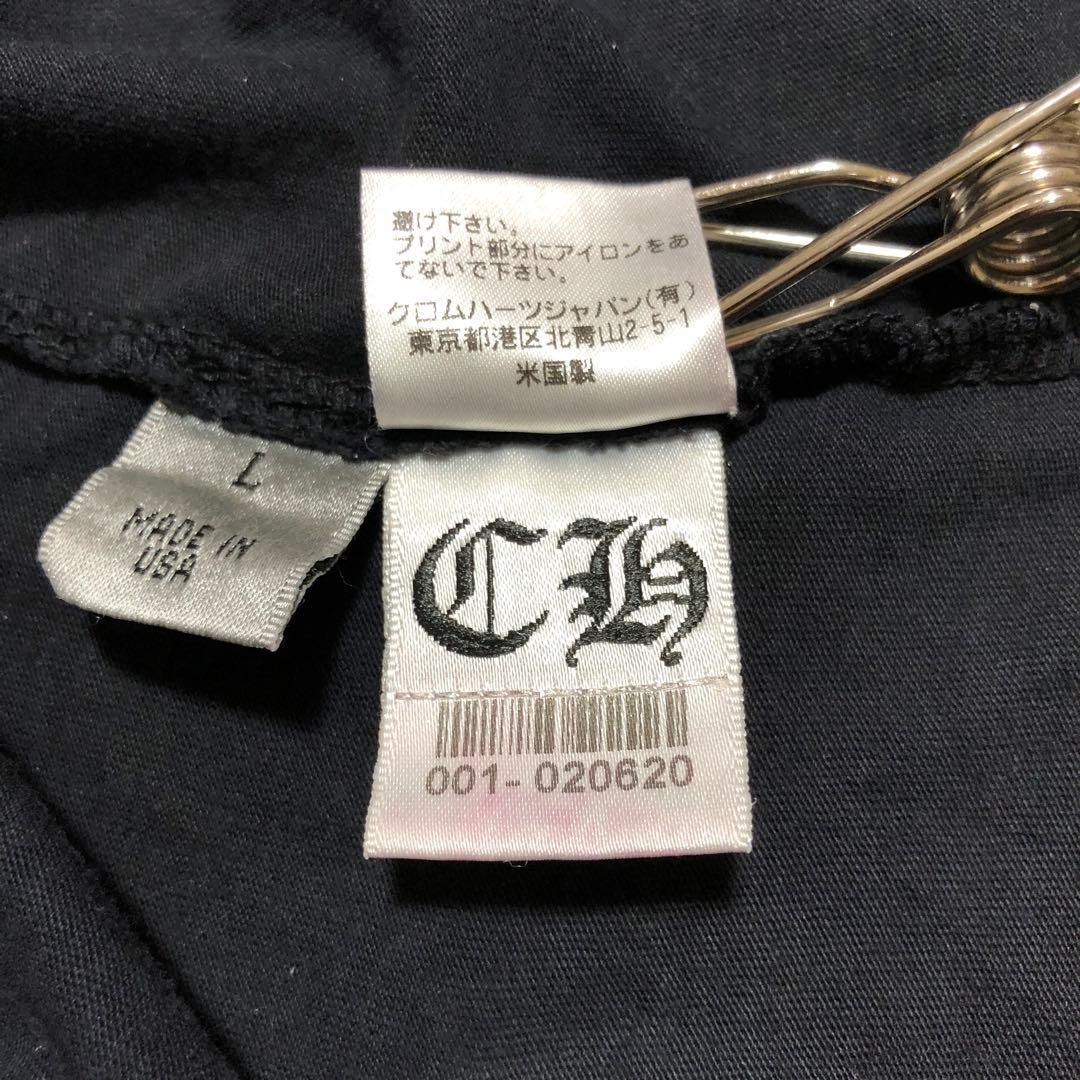 避け下さい。
プリント部分にアイロンをあ
てないで下さい。
クロムハーツジャパン(有)
東京都港区北青山2-5-1
米国製
L
MADE IN
USA
CH
001-020620